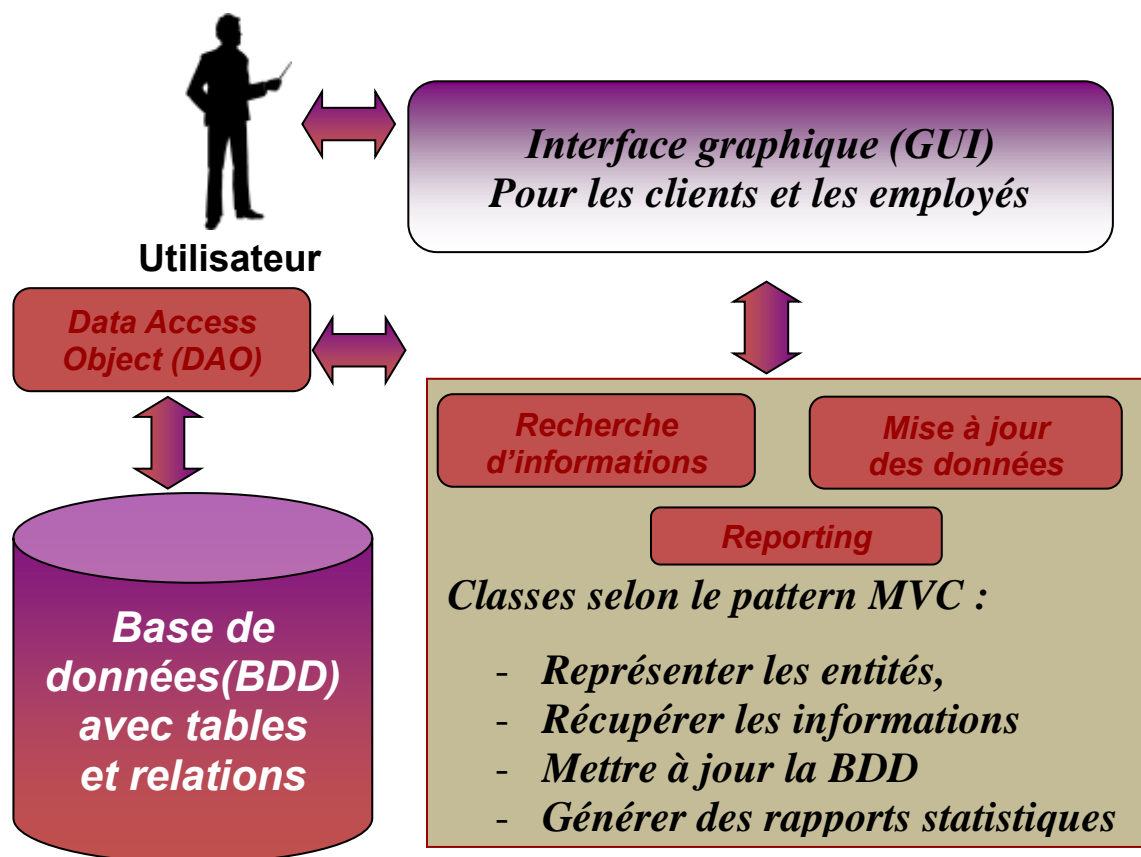 Interface graphique (GUI)
Pour les clients et les employés
Utilisateur
Data Access
Object (DAO)
Recherche
d’informations
Mise à jour
des données
Reporting
Classes selon le pattern MVC :
- Représenter les entités,
- Récupérer les informations
- Mettre à jour la BDD
- Générer des rapports statistiques
Base de
données(BDD)
avec tables
et relations